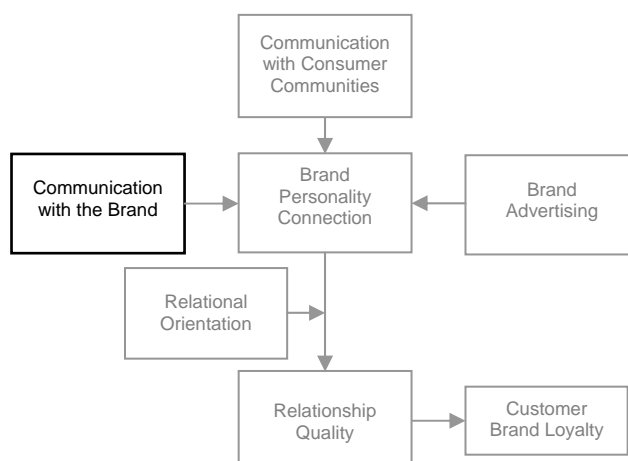 Communication
with Consumer
Communities
Communication
with the Brand
Brand
Personality
Connection
Brand
Advertising
Relational
Orientation
Relationship
Quality
Customer
Brand Loyalty